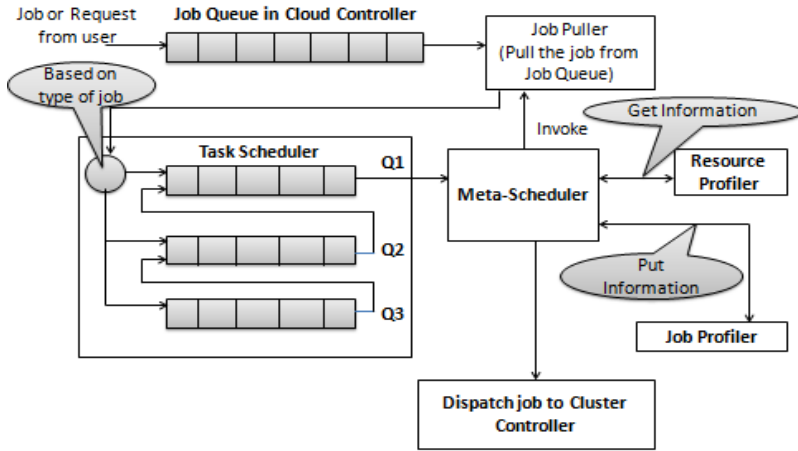 Job or Request
from user
Job Queue in Cloud Controller
Job Puller
(Pull the job from
Job Queue)
Based on
type of job
Invoke
Get Information
Task Scheduler
Q1
Meta-Scheduler
Resource
Profiler
Q2
Put
Information
Q3
Job Profiler
Dispatch job to Cluster
Controller